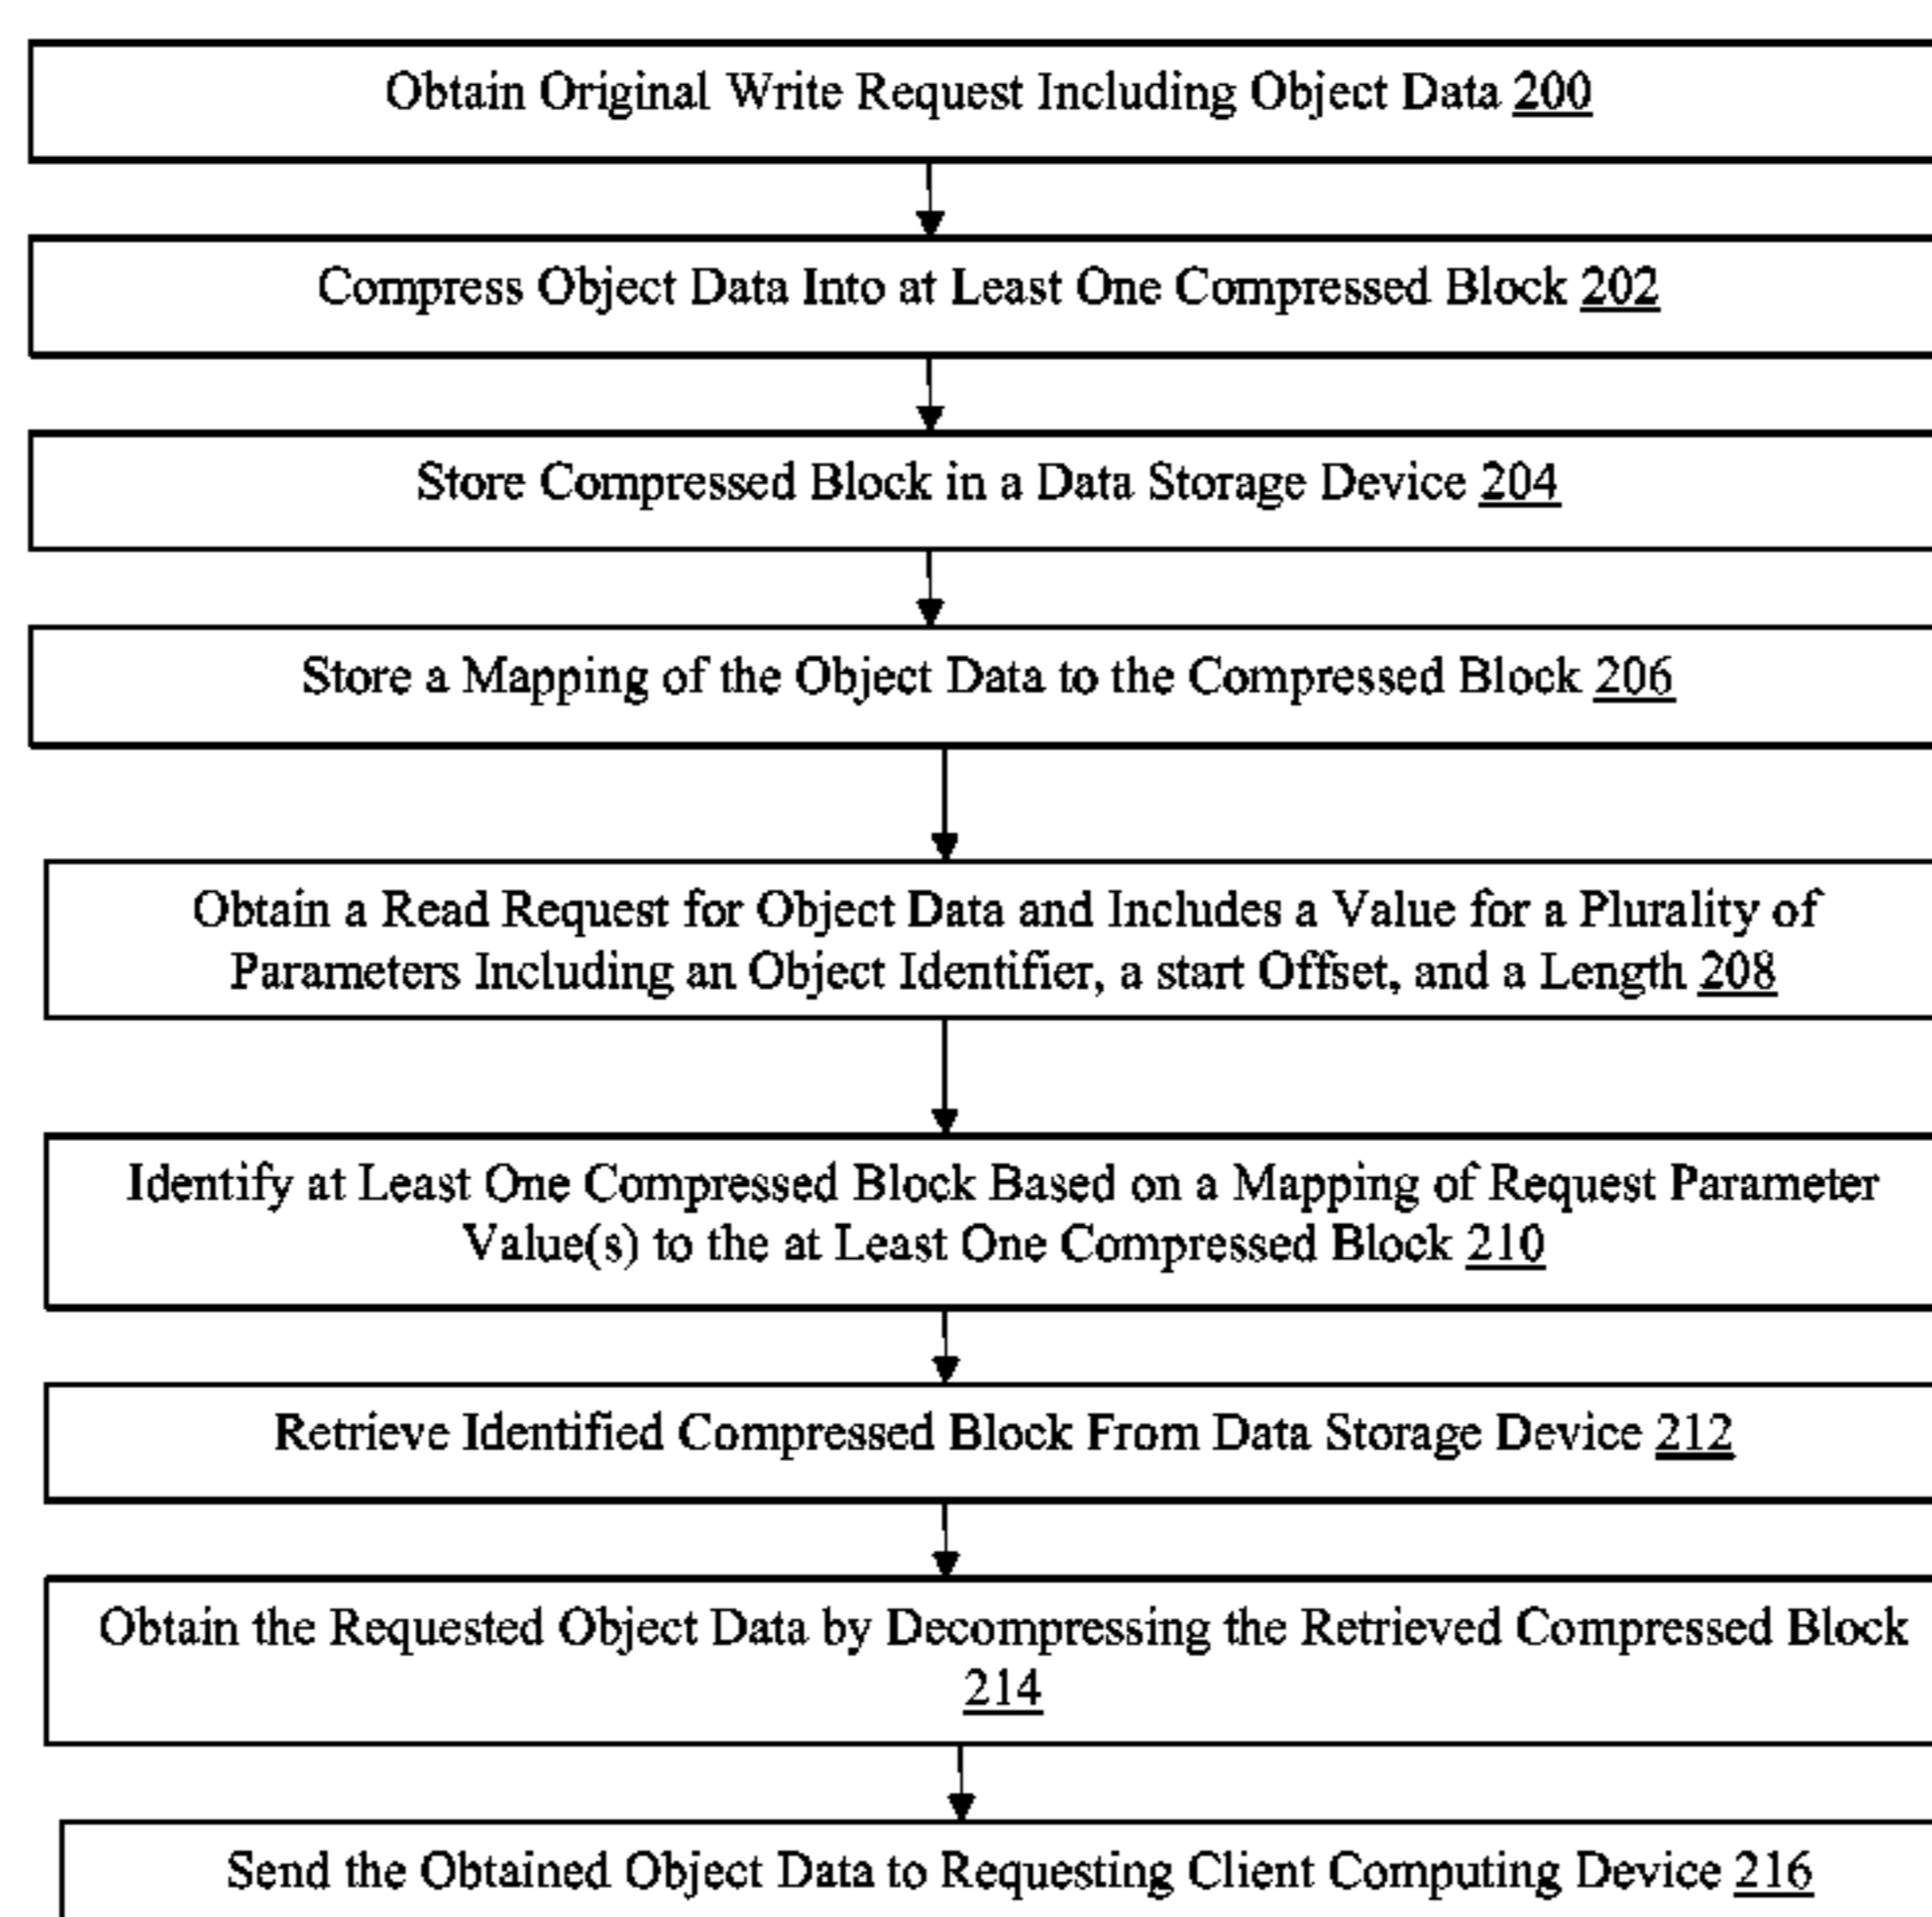 Obtain Original Write Request Including Object Data 200
Compress Object Data Into at Least One Compressed Block 202
Store Compressed Block in a Data Storage Device 204
Store a Mapping of the Object Data to the Compressed Block 206
Obtain a Read Request for Object Data and Includes a Value for a Plurality of
Parameters Including an Object Identifier, a start Offset, and a Length 208
Identify at Least One Compressed Block Based on a Mapping of Request Parameter
Value(s) to the at Least One Compressed Block 210
Retrieve Identified Compressed Block From Data Storage Device 212
Obtain the Requested Object Data by Decompressing the Retrieved Compressed Block
214
Send the Obtained Object Data to Requesting Client Computing Device 216